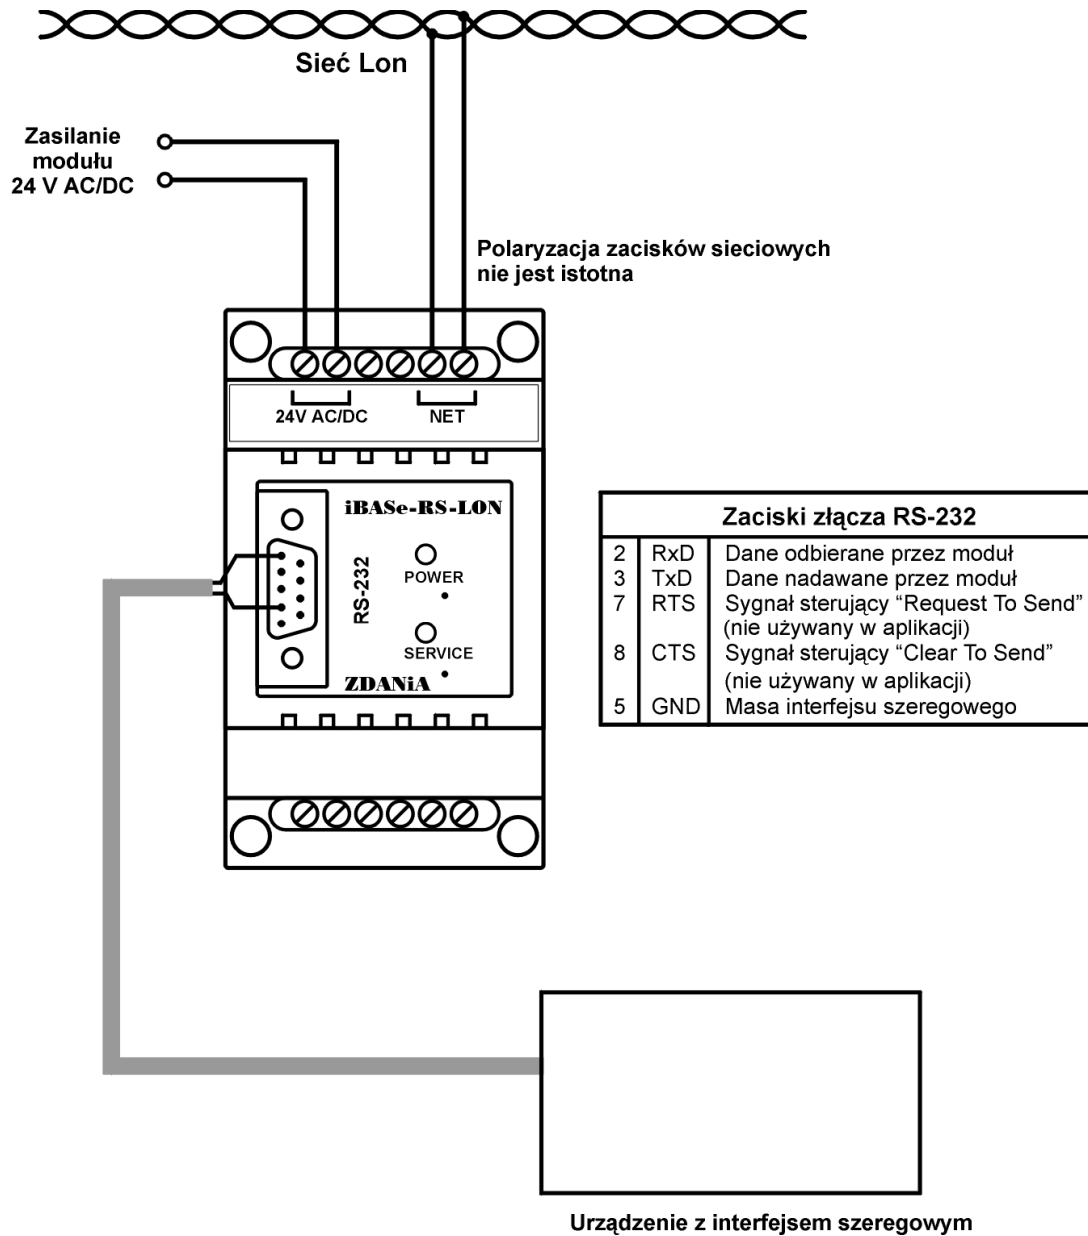 Sieć Lon
Zasilanie
modułu
24 V AC/DC
Polaryzacja zacisków sieciowych
nie jest istotna
24V AC/DC
NET
iBASe-RS-LON
RS-232
POWER
SERVICE
ZDANiA
Zaciski złącza RS-232
2 RxD Dane odbierane przez moduł
3 TxD Dane nadawane przez moduł
7 RTS Sygnał sterujący “Request To Send”
(nie używany w aplikacji)
8 CTS Sygnał sterujący “Clear To Send”
(nie używany w aplikacji)
5 GND Masa interfejsu szeregowego
Urządzenie z interfejsem szeregowym